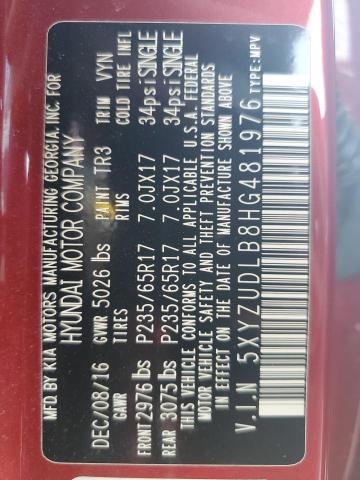 MFD. BY KIA MOTORS MANUFACTURING GEORGIA, INC. FOR
HYUNDAI MOTOR COMPANY
DEC/08/16 GVWR 5026 lbs PAINT TR3 TRIM VYN
GAWR TIRES RIMS COLD TIRE INFL
FRONT 2976 lbs P235/65R17 7.0JX17 34psi SINGLE
REAR 3075 lbs P235/65R17 7.0JX17 34psi SINGLE
THIS VEHICLE CONFORMS TO ALL APPLICABLE U.S.A. FEDERAL
MOTOR VEHICLE SAFETY AND THEFT PREVENTION STANDARDS
IN EFFECT ON THE DATE OF MANUFACTURE SHOWN ABOVE.
V.I.N 5XYZUDLB8HG481976 TYPE:MPV